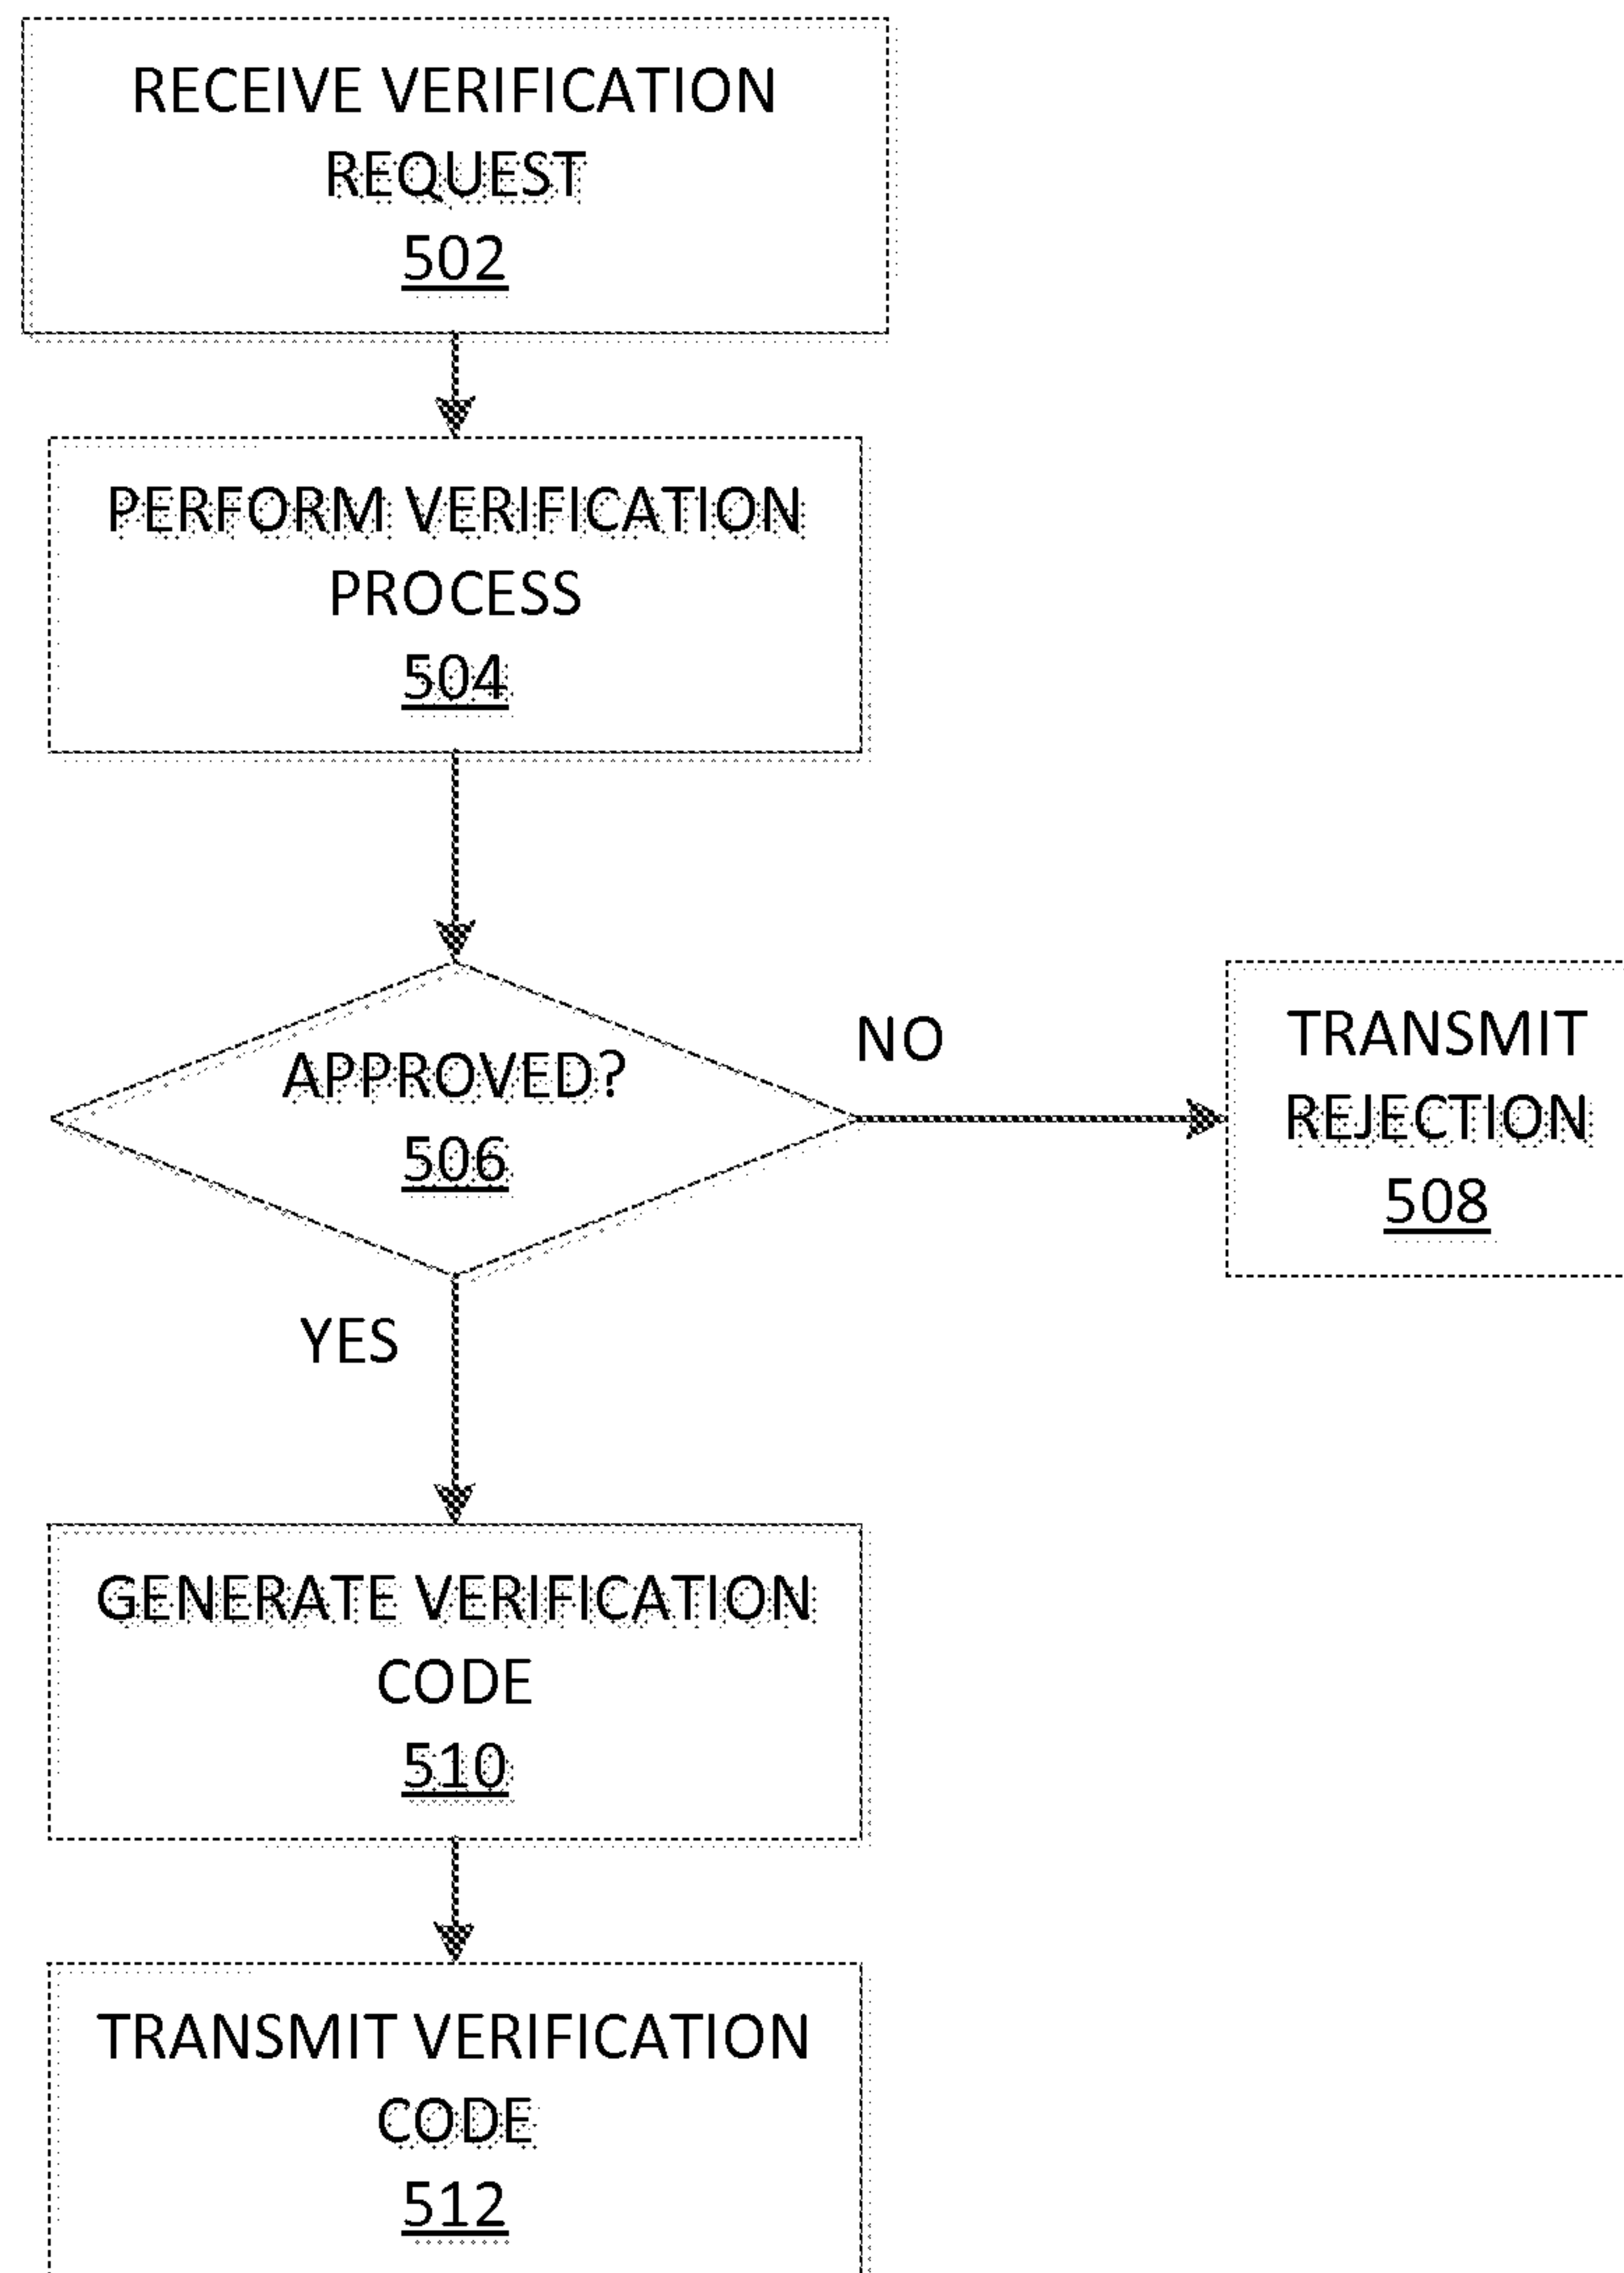 RECEIVE VERIFICATION
REQUEST
502
PERFORM VERIFICATION
PROCESS
504
APPROVED?
506
NO
TRANSMIT
REJECTION
508
YES
GENERATE VERIFICATION
CODE
510
TRANSMIT VERIFICATION
CODE
512